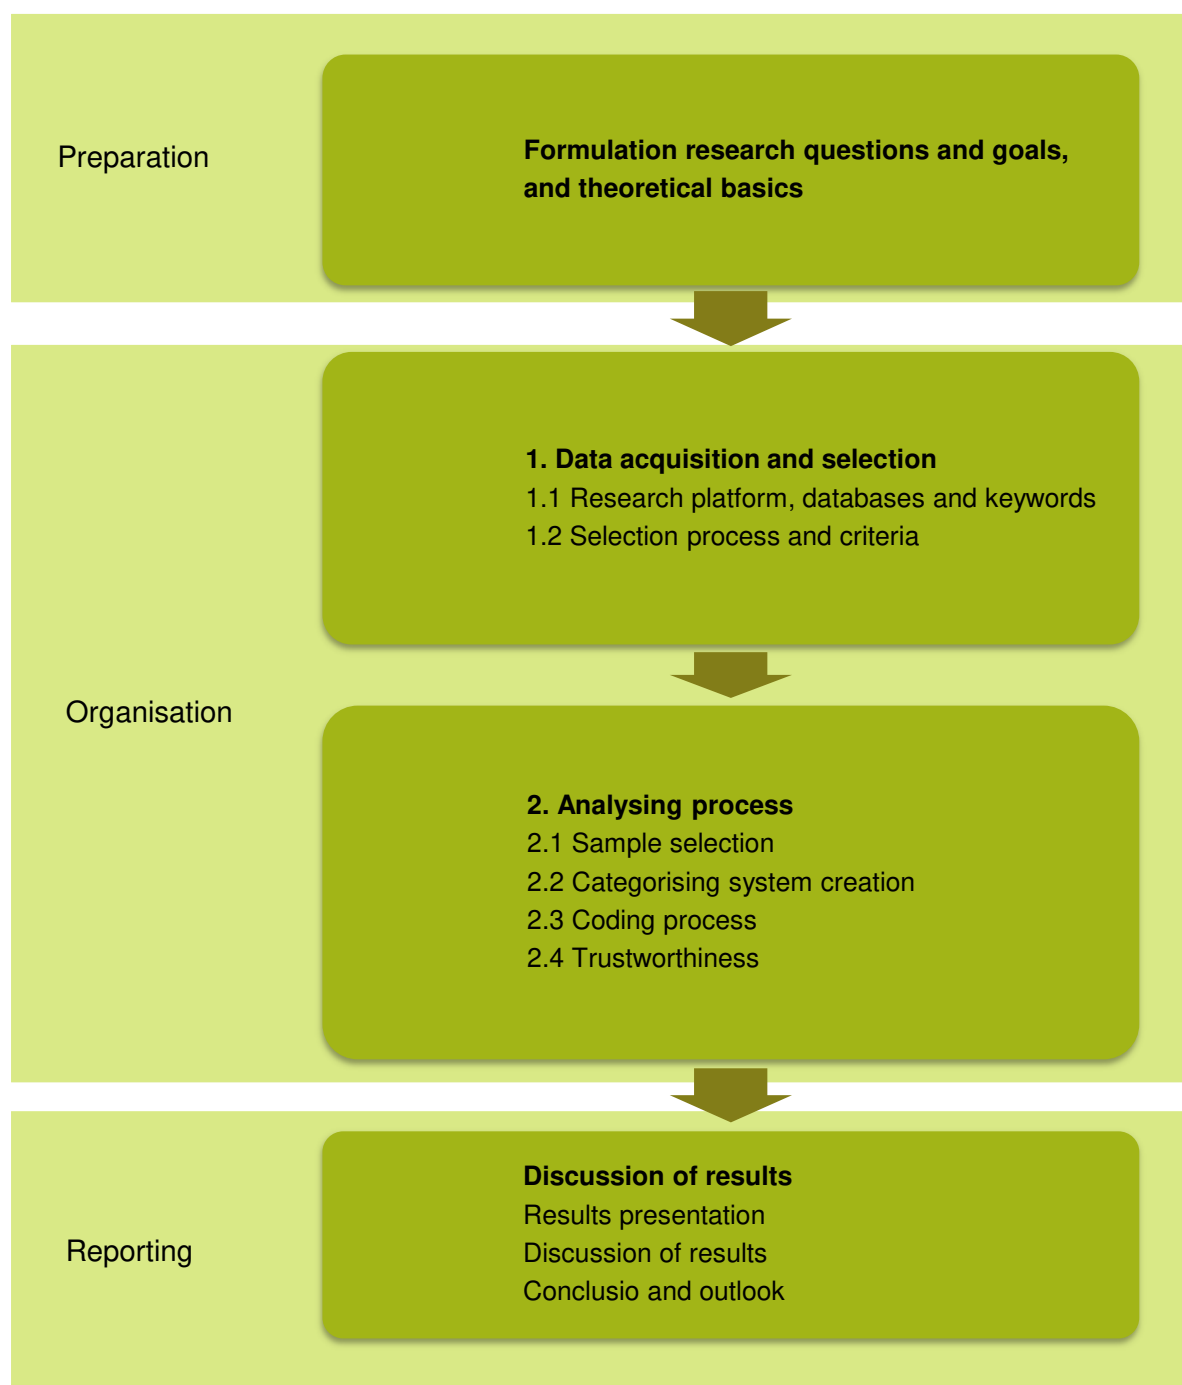 Preparation
Formulation research questions and goals,
and theoretical basics
Organisation
1. Data acquisition and selection
1.1 Research platform, databases and keywords
1.2 Selection process and criteria
2. Analysing process
2.1 Sample selection
2.2 Categorising system creation
2.3 Coding process
2.4 Trustworthiness
Reporting
Discussion of results
Results presentation
Discussion of results
Conclusio and outlook